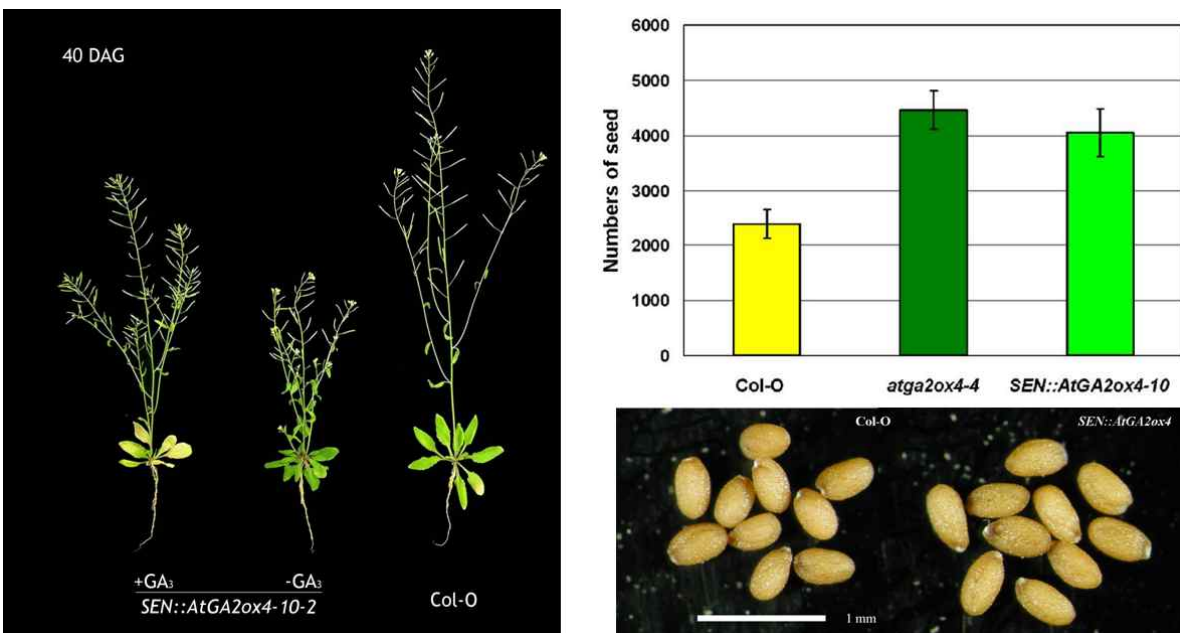 40 DAG
+GA3 -GA3
SEN::AtGA2ox4-10-2
Col-O
Numbers of seed
6000
5000
4000
3000
2000
1000
0
Col-O atga2ox4-4 SEN::AtGA2ox4-10
Col-O SEN::AtGA2ox4
1 mm